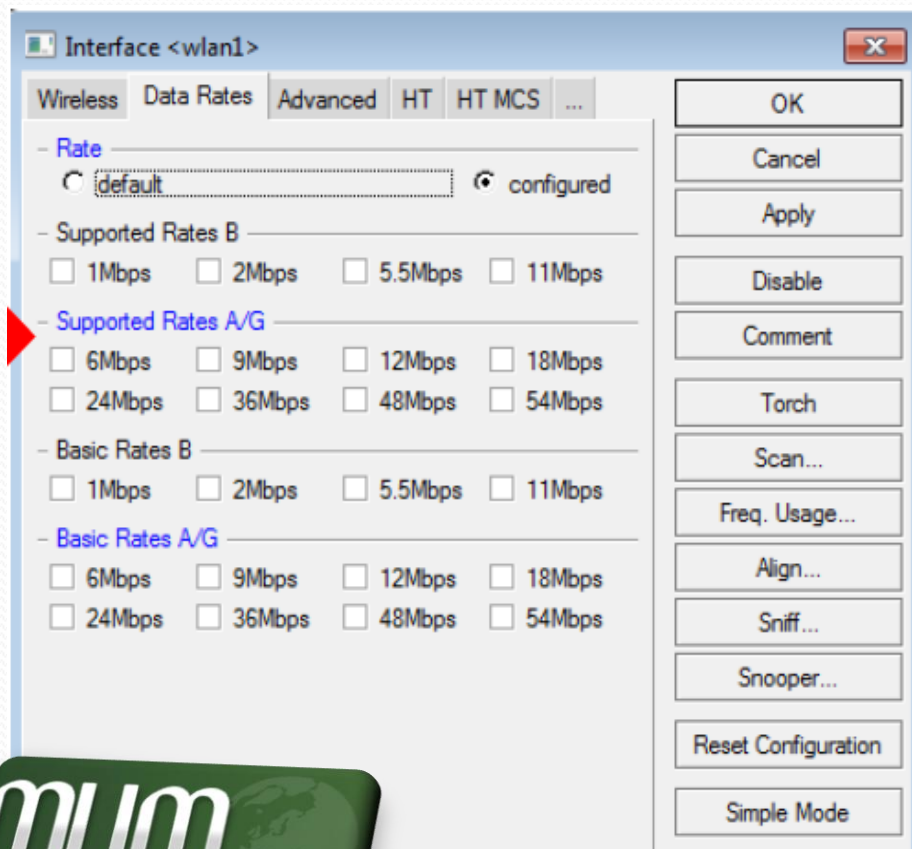 Interface <wlan1>
Wireless Data Rates Advanced HT HT MCS ...
Rate
default configured
Supported Rates B
1Mbps 2Mbps 5.5Mbps 11Mbps
Supported Rates A/G
6Mbps 9Mbps 12Mbps 18Mbps
24Mbps 36Mbps 48Mbps 54Mbps
Basic Rates B
1Mbps 2Mbps 5.5Mbps 11Mbps
Basic Rates A/G
6Mbps 9Mbps 12Mbps 18Mbps
24Mbps 36Mbps 48Mbps 54Mbps
OK
Cancel
Apply
Disable
Comment
Torch
Scan...
Freq. Usage...
Align...
Sniff...
Snooper...
Reset Configuration
Simple Mode
MUM